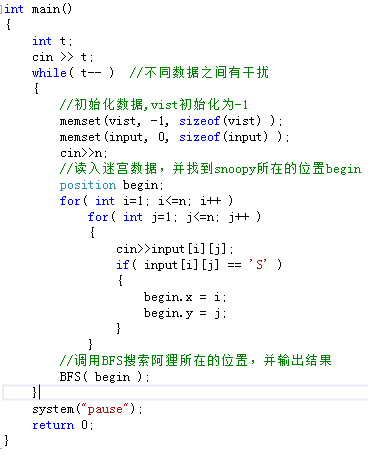 int main()
{
    int t;
    cin >> t;
    while( t-- )  //不同数据之间有干扰
    {
        //初始化数据,vist初始化为-1
        memset(vist, -1, sizeof(vist) );
        memset(input, 0, sizeof(input) );
        cin>>n;
        //读入迷宫数据，并找到snoopy所在的位置begin
        position begin;
        for( int i=1; i<=n; i++ )
            for( int j=1; j<=n; j++ )
            {
                cin>>input[i][j];
                if( input[i][j] == 'S' )
                {
                    begin.x = i;
                    begin.y = j;
                }
            }
        //调用BFS搜索阿狸所在的位置，并输出结果
        BFS( begin );
    }
    system("pause");
    return 0;
}